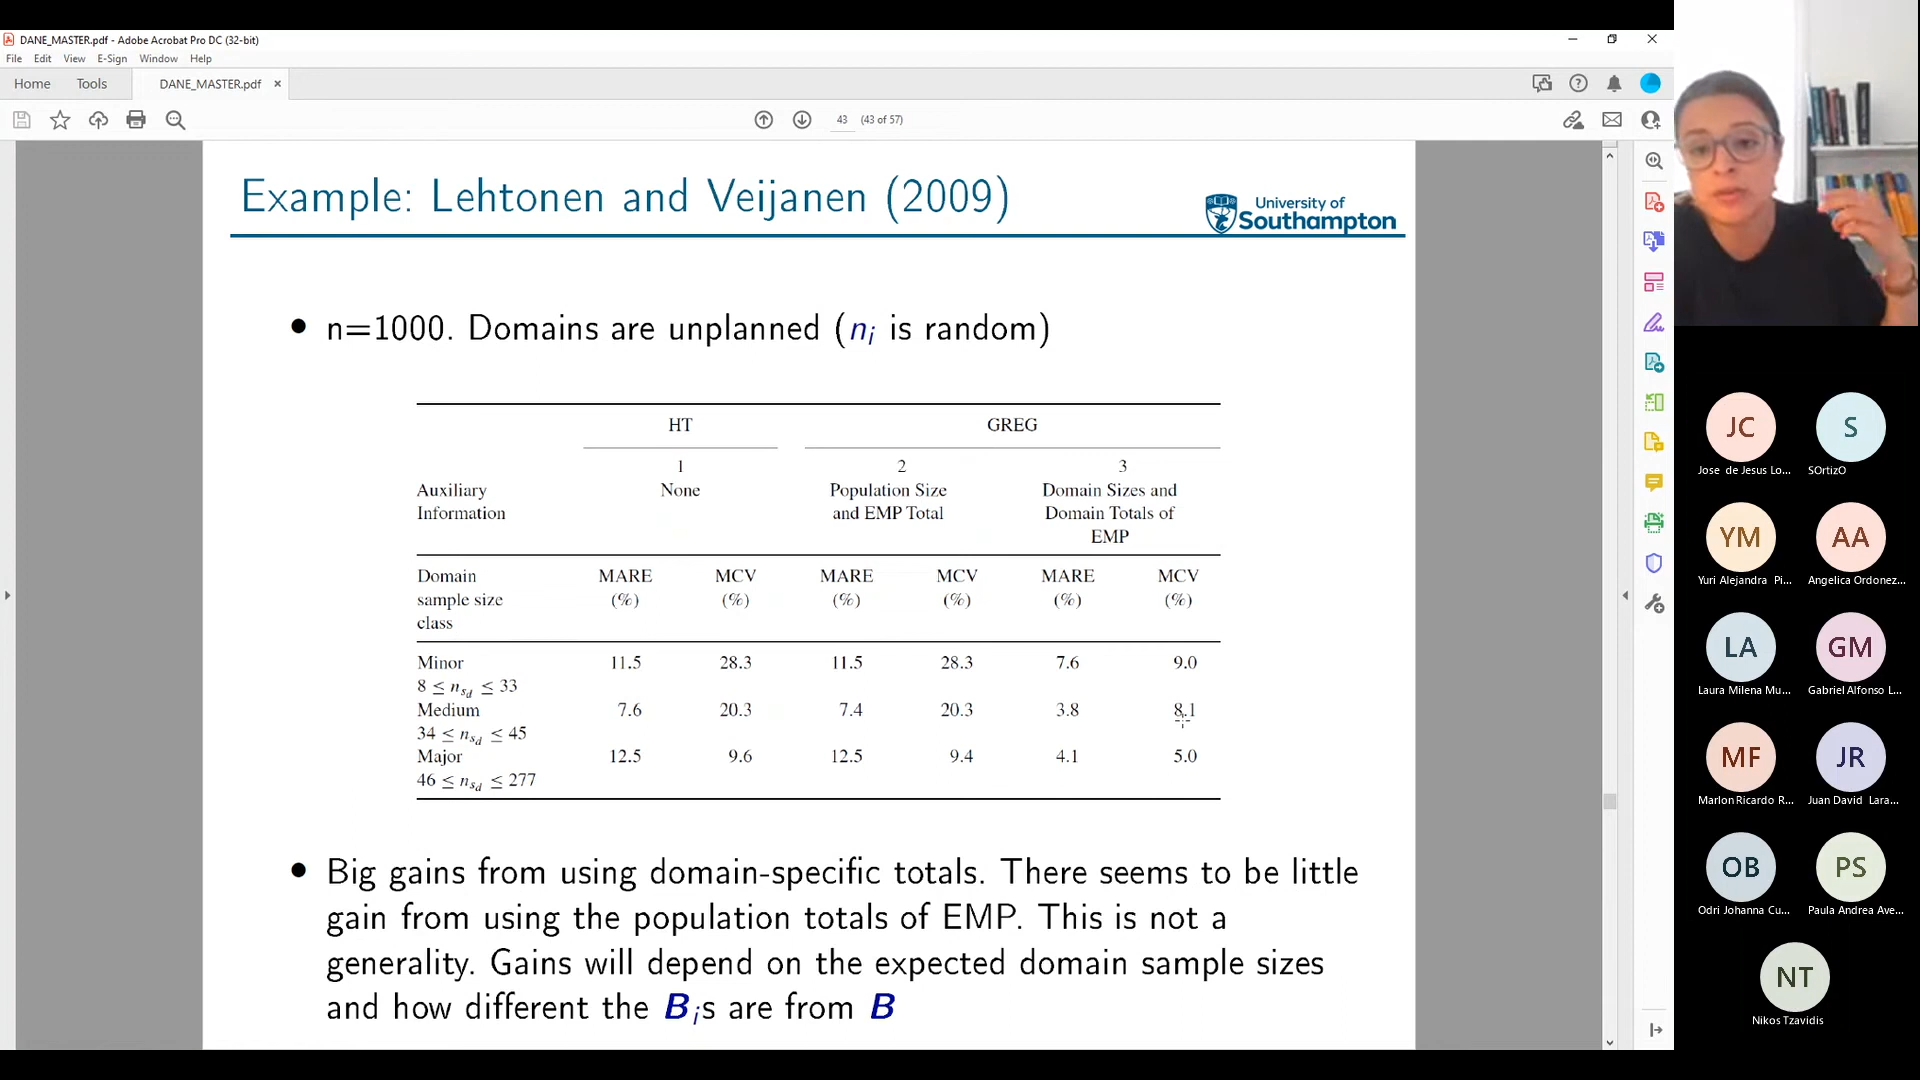 DANE_MASTER.pdf - Adobe Acrobat Pro DC (32-bit)
File Edit View E-Sign Window Help
Home Tools DANE_MASTER.pdf ×
43 (43 of 57)
Example: Lehtonen and Veijanen (2009)
University of
Southampton
• n=1000. Domains are unplanned (nᵢ is random)
HT GREG
1 2 3
Auxiliary None Population Size Domain Sizes and
Information and EMP Total Domain Totals of
EMP
Domain MARE MCV MARE MCV MARE MCV
sample size (%) (%) (%) (%) (%) (%)
class
Minor 11.5 28.3 11.5 28.3 7.6 9.0
8 ≤ n_{s_d} ≤ 33
Medium 7.6 20.3 7.4 20.3 3.8 8.1
34 ≤ n_{s_d} ≤ 45
Major 12.5 9.6 12.5 9.4 4.1 5.0
46 ≤ n_{s_d} ≤ 277
• Big gains from using domain-specific totals. There seems to be little
gain from using the population totals of EMP. This is not a
generality. Gains will depend on the expected domain sample sizes
and how different the Bᵢs are from B
JC S
Jose de Jesus Lo... SOrtizO
YM AA
Yuri Alejandra Pi... Angelica Ordonez...
LA GM
Laura Milena Mu... Gabriel Alfonso L...
MF JR
Marlon Ricardo R... Juan David Lara...
OB PS
Odri Johanna Cu... Paula Andrea Ave...
NT
Nikos Tzavidis